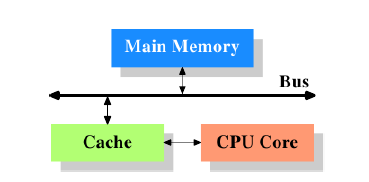 Main Memory
Bus
Cache
CPU Core